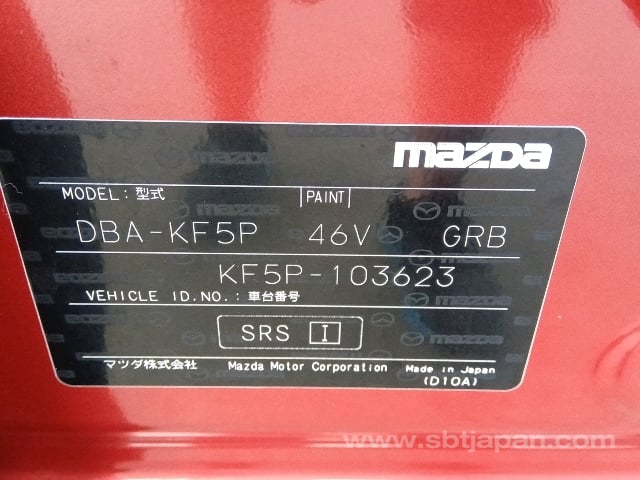 mazda
MODEL: 型式 PAINT
DBA-KF5P 46V GRB
KF5P-103623
VEHICLE ID.NO.: 車台番号
SRS I
マツダ株式会社 Mazda Motor Corporation Made in Japan
(D10A)
www.sbtjapan.com